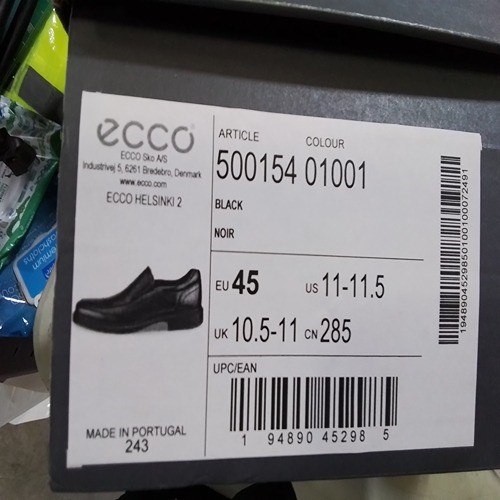 ecco
ECCO Sko A/S
Industrivej 5, 6261 Bredebro, Denmark
www.ecco.com
ECCO HELSINKI 2
MADE IN PORTUGAL
243
ARTICLE COLOUR
500154 01001
BLACK
NOIR
EU 45 US 11-11.5
UK 10.5-11 CN 285
UPC/EAN
1 94890 45298 5
1948904529850100100072491